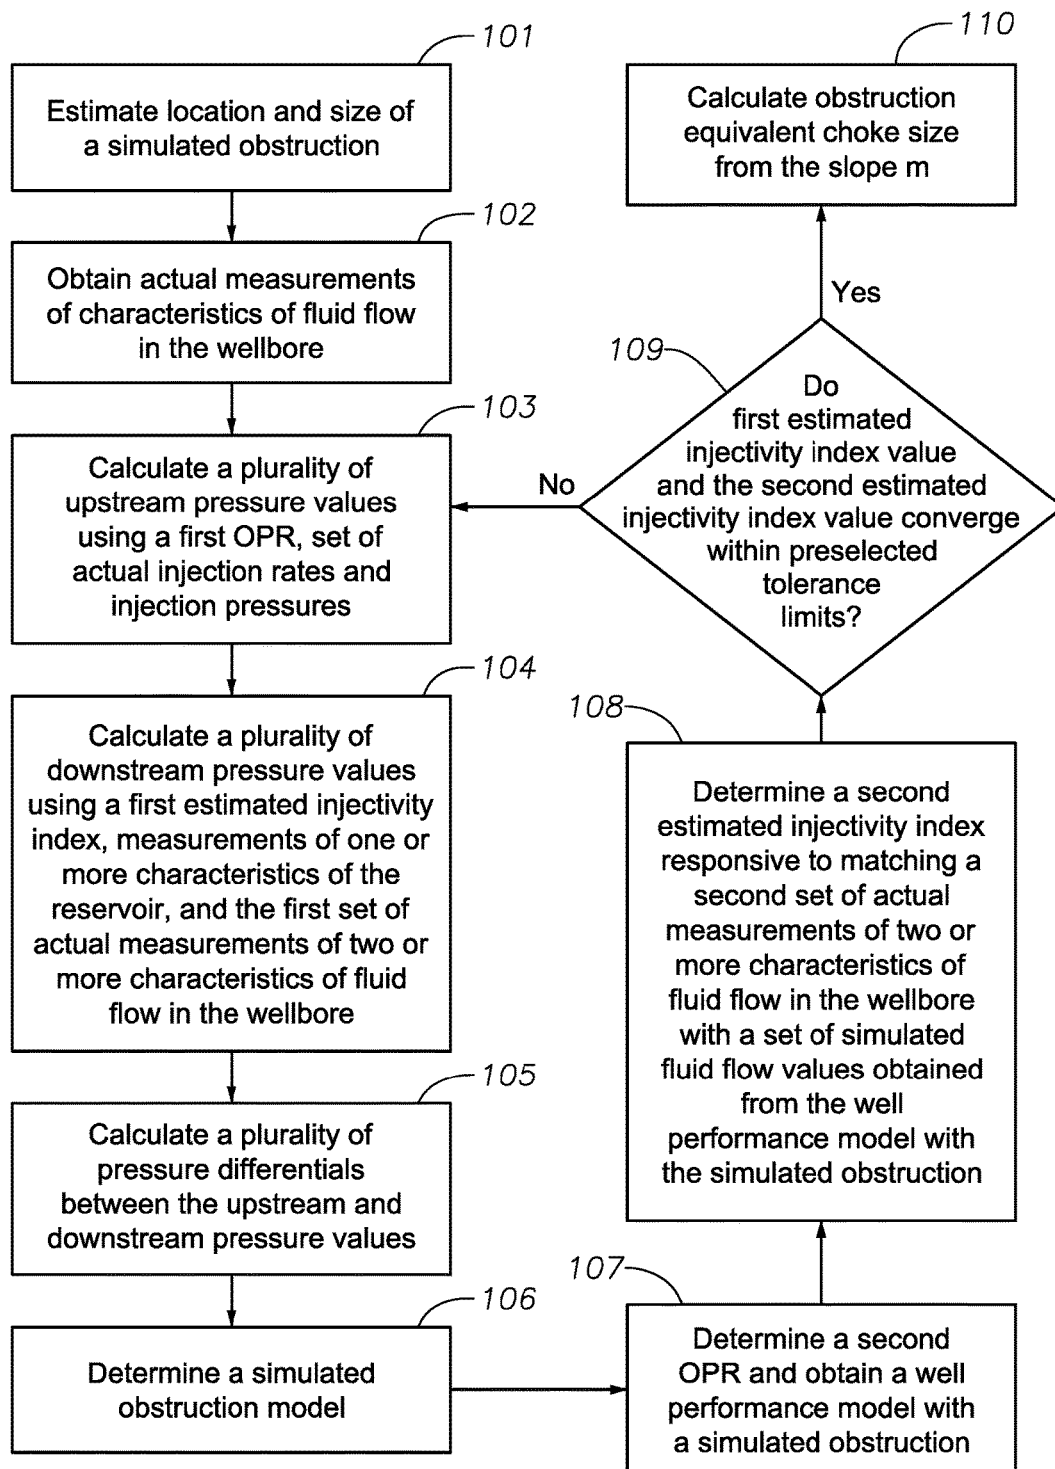 101
Estimate location and size of
a simulated obstruction
102
Obtain actual measurements
of characteristics of fluid flow
in the wellbore
103
Calculate a plurality of
upstream pressure values
using a first OPR, set of
actual injection rates and
injection pressures
104
Calculate a plurality of
downstream pressure values
using a first estimated injectivity
index, measurements of one or
more characteristics of the
reservoir, and the first set of
actual measurements of two or
more characteristics of fluid
flow in the wellbore
105
Calculate a plurality of
pressure differentials
between the upstream and
downstream pressure values
106
Determine a simulated
obstruction model
107
Determine a second
OPR and obtain a well
performance model with
a simulated obstruction
108
Determine a second
estimated injectivity index
responsive to matching a
second set of actual
measurements of two or
more characteristics of
fluid flow in the wellbore
with a set of simulated
fluid flow values obtained
from the well
performance model with
the simulated obstruction
109
Do
first estimated
injectivity index value
and the second estimated
injectivity index value converge
within preselected
tolerance
limits?
No
Yes
110
Calculate obstruction
equivalent choke size
from the slope m